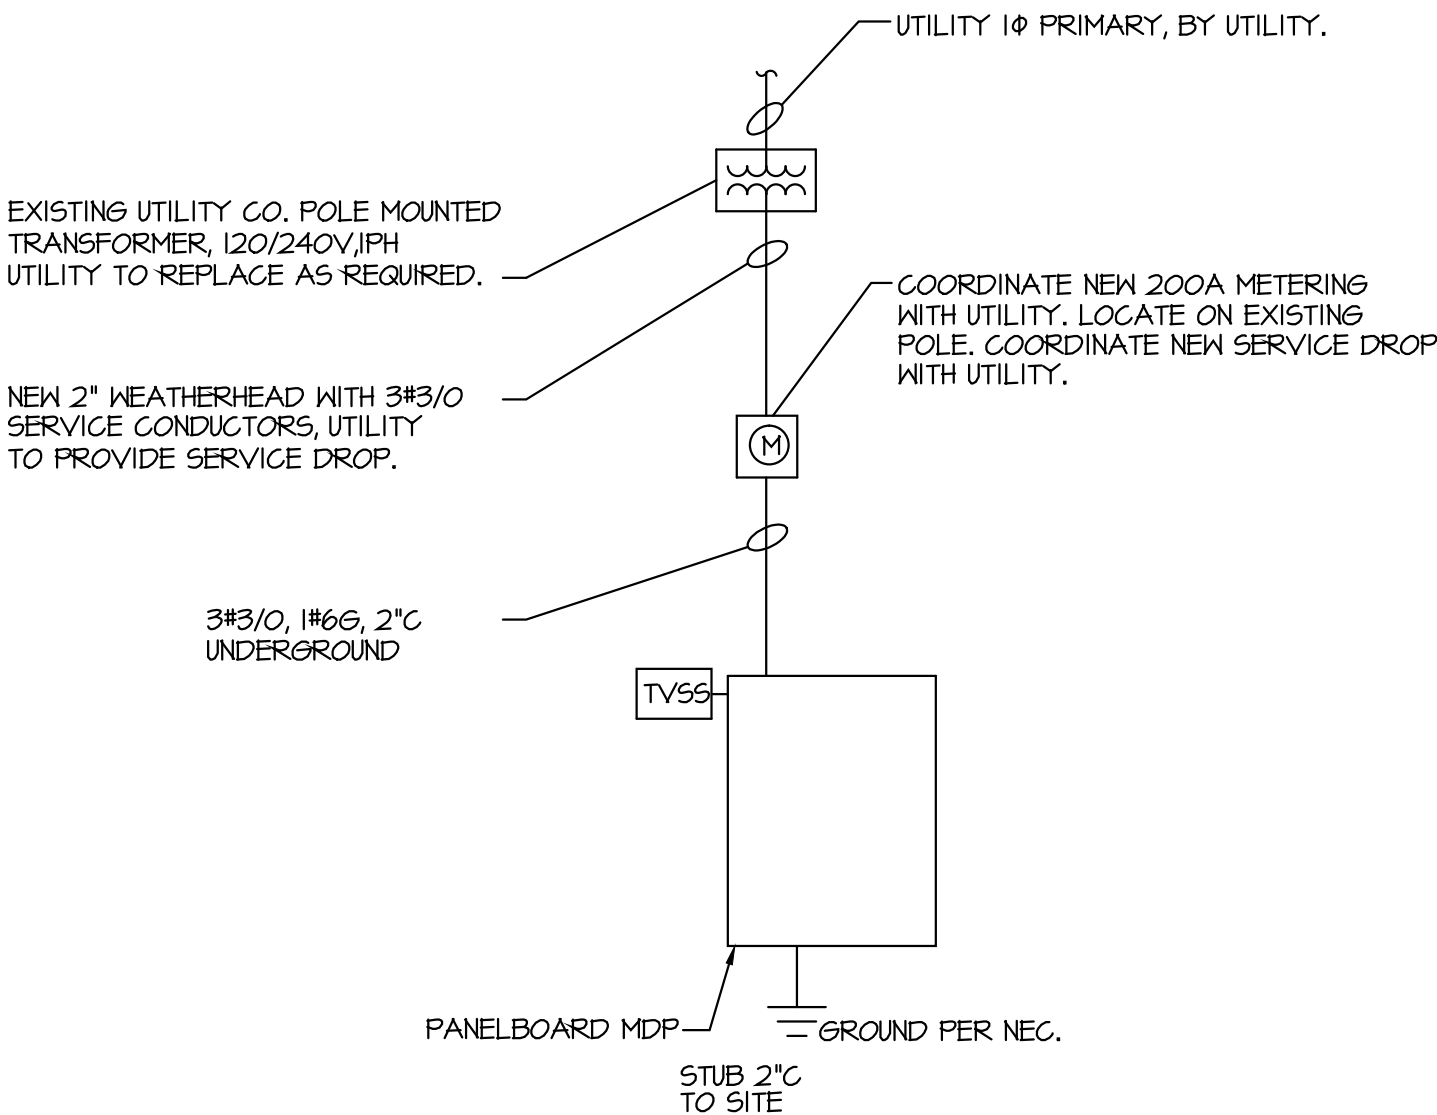 UTILITY 1Φ PRIMARY, BY UTILITY.
EXISTING UTILITY CO. POLE MOUNTED
TRANSFORMER, 120/240V,1PH
UTILITY TO REPLACE AS REQUIRED.
COORDINATE NEW 200A METERING
WITH UTILITY. LOCATE ON EXISTING
POLE. COORDINATE NEW SERVICE DROP
WITH UTILITY.
NEW 2" WEATHERHEAD WITH 3#3/0
SERVICE CONDUCTORS, UTILITY
TO PROVIDE SERVICE DROP.
M
3#3/0, 1#6G, 2"C
UNDERGROUND
TVSS
PANELBOARD MDP
GROUND PER NEC.
STUB 2"C
TO SITE